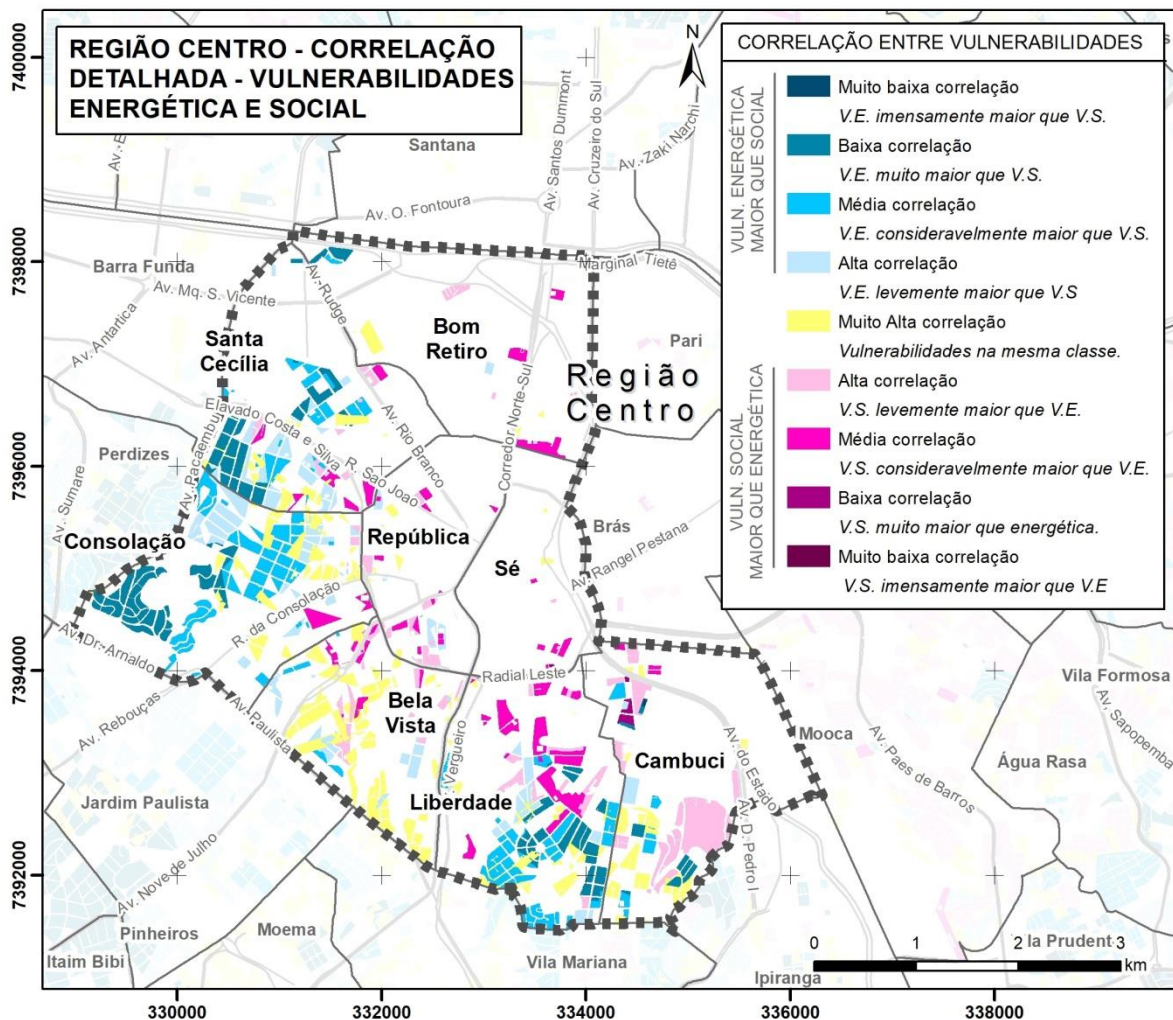 REGIÃO CENTRO - CORRELAÇÃO
DETALHADA - VULNERABILIDADES
ENERGÉTICA E SOCIAL
N
CORRELAÇÃO ENTRE VULNERABILIDADES
VULN. ENERGÉTICA
MAIOR QUE SOCIAL
Muito baixa correlação
V.E. imensamente maior que V.S.
Baixa correlação
V.E. muito maior que V.S.
Média correlação
V.E. consideravelmente maior que V.S.
Alta correlação
V.E. levemente maior que V.S
Muito Alta correlação
Vulnerabilidades na mesma classe.
VULN. SOCIAL
MAIOR QUE ENERGÉTICA
Alta correlação
V.S. levemente maior que V.E.
Média correlação
V.S. consideravelmente maior que V.E.
Baixa correlação
V.S. muito maior que energética.
Muito baixa correlação
V.S. imensamente maior que V.E
7400000
7398000
7396000
7394000
7392000
Santana
Av. Santos Dummont
Av. Cruzeiro do Sul
Av. Zaki Narchi
Av. O. Fontoura
Marginal Tietê
Barra Funda
Av. Mq. S. Vicente
Av. Rudge
Av. Antartica
Santa
Cecília
Bom
Retiro
Pari
Região
Centro
Elavado Costa e Silva
Av. Pacaembu
Av. Rio Branco
Corredor Norte-Sul
R. Sao Joao
Perdizes
Av. Sumare
Consolação
República
Sé
Brás
Av. Rangel Pestana
R. da Consolação
Av. Dr. Arnaldo
Av. Rebouças
Av. Paulista
Radial Leste
Bela
Vista
Vergueiro
Liberdade
Cambuci
Av. do Estado
Av. D. Pedro I
Mooca
Av. Paes de Barros
Vila Formosa
Av. Sapopemba
Água Rasa
Jardim Paulista
Av. Nove de Julho
Pinheiros
Moema
Itaim Bibi
Vila Mariana
Ipiranga
la Prudent
0 1 2 3
km
330000 332000 334000 336000 338000